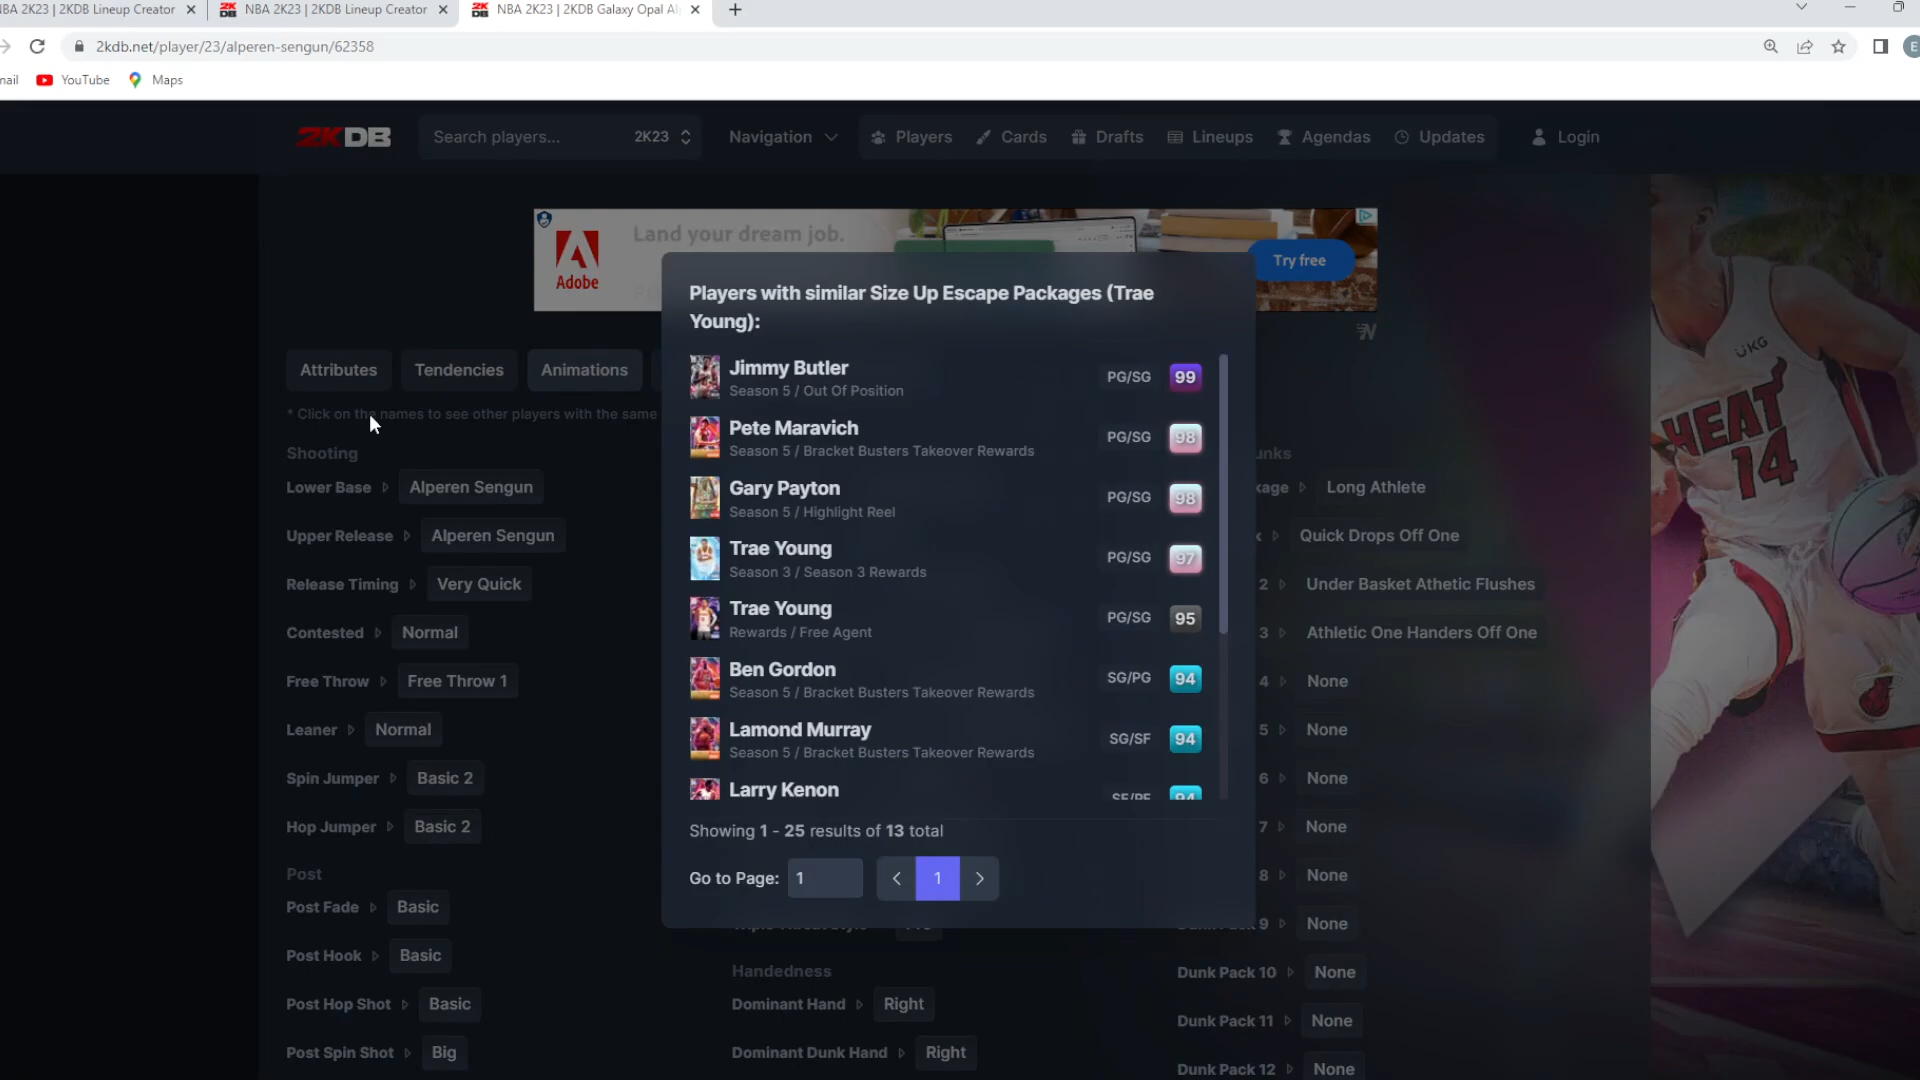 NBA 2K23 | 2KDB Lineup Creator
NBA 2K23 | 2KDB Lineup Creator
NBA 2K23 | 2KDB Galaxy Opal
2kdb.net/player/23/alperen-sengun/62358
E
mail
YouTube
Maps
2KDB
Search players...
2K23
Navigation
Players
Cards
Drafts
Lineups
Agendas
Updates
Login
Adobe
Land your dream job.
Try free
Attributes
Tendencies
Animations
* Click on the names to see other players with the same
Shooting
Lower Base
Alperen Sengun
Upper Release
Alperen Sengun
Release Timing
Very Quick
Contested
Normal
Free Throw
Free Throw 1
Leaner
Normal
Spin Jumper
Basic 2
Hop Jumper
Basic 2
Post
Post Fade
Basic
Post Hook
Basic
Post Hop Shot
Basic
Post Spin Shot
Big
Players with similar Size Up Escape Packages (Trae
Young):
Jimmy Butler
Season 5 / Out Of Position
PG/SG
99
Pete Maravich
Season 5 / Bracket Busters Takeover Rewards
PG/SG
98
Gary Payton
Season 5 / Highlight Reel
PG/SG
98
Trae Young
Season 3 / Season 3 Rewards
PG/SG
97
Trae Young
Rewards / Free Agent
PG/SG
95
Ben Gordon
Season 5 / Bracket Busters Takeover Rewards
SG/PG
94
Lamond Murray
Season 5 / Bracket Busters Takeover Rewards
SG/SF
94
Larry Kenon
SF/PF
94
Showing 1 - 25 results of 13 total
Go to Page:
1
1
Handedness
Dominant Hand
Right
Dominant Dunk Hand
Right
Long Athlete
Quick Drops Off One
2
Under Basket Athetic Flushes
3
Athletic One Handers Off One
4
None
5
None
6
None
7
None
8
None
9
None
Dunk Pack 10
None
Dunk Pack 11
None
Dunk Pack 12
None
UKG
HEAT
14